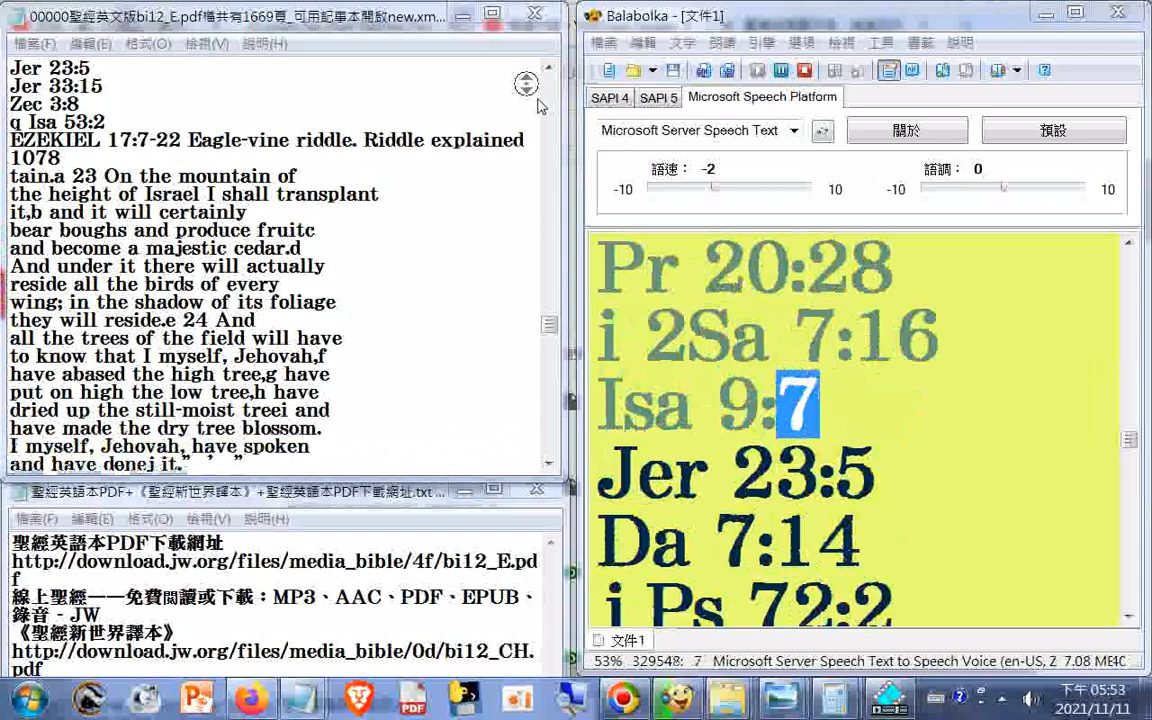 00000聖經英文版bi12_E.pdf檔共有1669頁_可用記事本開啟new.xm...
檔案(F) 編輯(E) 格式(O) 檢視(V) 說明(H)
Jer 23:5
Jer 33:15
Zec 3:8
q Isa 53:2
EZEKIEL 17:7-22 Eagle-vine riddle. Riddle explained
1078
tain.a 23 On the mountain of
the height of Israel I shall transplant
it,b and it will certainly
bear boughs and produce fruitc
and become a majestic cedar.d
And under it there will actually
reside all the birds of every
wing; in the shadow of its foliage
they will reside.e 24 And
all the trees of the field will have
to know that I myself, Jehovah,f
have abased the high tree,g have
put on high the low tree,h have
dried up the still-moist treei and
have made the dry tree blossom.
I myself, Jehovah, have spoken
and have donej it.” ’ ”
聖經英語本PDF+《聖經新世界譯本》+聖經英語本PDF下載網址.txt ...
檔案(F) 編輯(E) 格式(O) 檢視(V) 說明(H)
聖經英語本PDF下載網址
http://download.jw.org/files/media_bible/4f/bi12_E.pd
f
線上聖經——免費閱讀或下載：MP3、AAC、PDF、EPUB、
錄音 - JW
《聖經新世界譯本》
http://download.jw.org/files/media_bible/0d/bi12_CH.
pdf
Balabolka - [文件1]
檔案 編輯 文字 朗讀 引擎 選項 檢視 工具 書籤 說明
SAPI 4 SAPI 5 Microsoft Speech Platform
Microsoft Server Speech Text 關於 預設
語速： -2 語調： 0
-10 10 -10 10
Pr 20:28
i 2Sa 7:16
Isa 9:7
Jer 23:5
Da 7:14
i Ps 72:2
文件1
53% 329548: 7 Microsoft Server Speech Text to Speech Voice (en-US, Z 7.08 ME
下午 05:53
2021/11/11